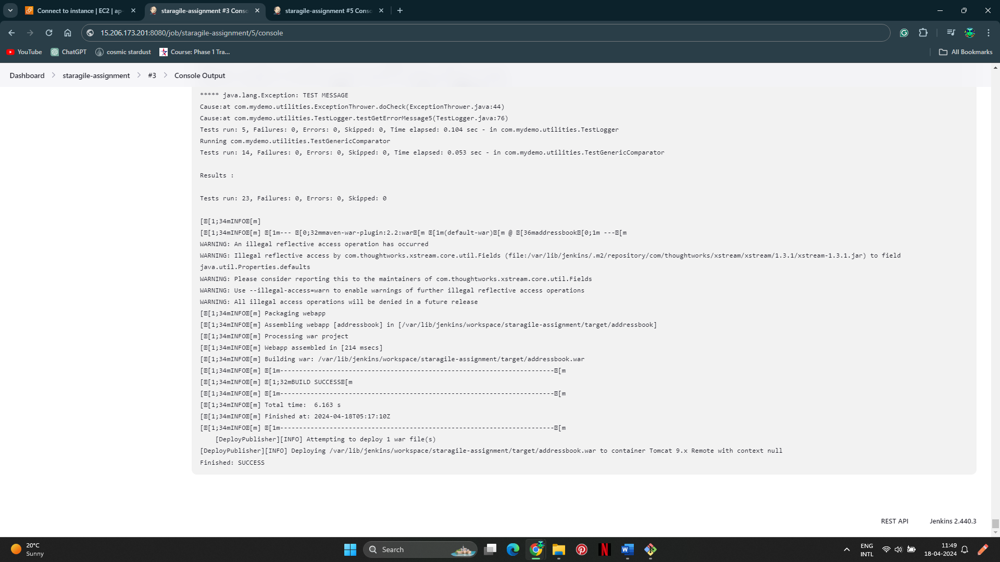 Connect to instance | EC2 | ap-
staragile-assignment #3 Conso
staragile-assignment #5 Conso
15.206.173.201:8080/job/staragile-assignment/5/console
YouTube
ChatGPT
cosmic stardust
Course: Phase 1 Tra...
All Bookmarks
Dashboard
staragile-assignment
#3
Console Output
***** java.lang.Exception: TEST MESSAGE
Cause:at com.mydemo.utilities.ExceptionThrower.doCheck(ExceptionThrower.java:44)
Cause:at com.mydemo.utilities.TestLogger.testGetErrorMessage5(TestLogger.java:76)
Tests run: 5, Failures: 0, Errors: 0, Skipped: 0, Time elapsed: 0.104 sec - in com.mydemo.utilities.TestLogger
Running com.mydemo.utilities.TestGenericComparator
Tests run: 14, Failures: 0, Errors: 0, Skipped: 0, Time elapsed: 0.053 sec - in com.mydemo.utilities.TestGenericComparator
Results :
Tests run: 23, Failures: 0, Errors: 0, Skipped: 0
[[1;34mINFO[m]
[[1;34mINFO[m] [1m--- [0;32mmaven-war-plugin:2.2:war[m [1m(default-war)[m @ [36maddressbook[0;1m ---[m
WARNING: An illegal reflective access operation has occurred
WARNING: Illegal reflective access by com.thoughtworks.xstream.core.util.Fields (file:/var/lib/jenkins/.m2/repository/com/thoughtworks/xstream/xstream/1.3.1/xstream-1.3.1.jar) to field
java.util.Properties.defaults
WARNING: Please consider reporting this to the maintainers of com.thoughtworks.xstream.core.util.Fields
WARNING: Use --illegal-access=warn to enable warnings of further illegal reflective access operations
WARNING: All illegal access operations will be denied in a future release
[[1;34mINFO[m] Packaging webapp
[[1;34mINFO[m] Assembling webapp [addressbook] in [/var/lib/jenkins/workspace/staragile-assignment/target/addressbook]
[[1;34mINFO[m] Processing war project
[[1;34mINFO[m] Webapp assembled in [214 msecs]
[[1;34mINFO[m] Building war: /var/lib/jenkins/workspace/staragile-assignment/target/addressbook.war
[[1;34mINFO[m] [1m------------------------------------------------------------------------[m
[[1;34mINFO[m] [1;32mBUILD SUCCESS[m
[[1;34mINFO[m] [1m------------------------------------------------------------------------[m
[[1;34mINFO[m] Total time:  6.163 s
[[1;34mINFO[m] Finished at: 2024-04-18T05:17:10Z
[[1;34mINFO[m] [1m------------------------------------------------------------------------[m
[DeployPublisher][INFO] Attempting to deploy 1 war file(s)
[DeployPublisher][INFO] Deploying /var/lib/jenkins/workspace/staragile-assignment/target/addressbook.war to container Tomcat 9.x Remote with context null
Finished: SUCCESS
REST API
Jenkins 2.440.3
20°C
Sunny
Search
ENG
INTL
11:49
18-04-2024